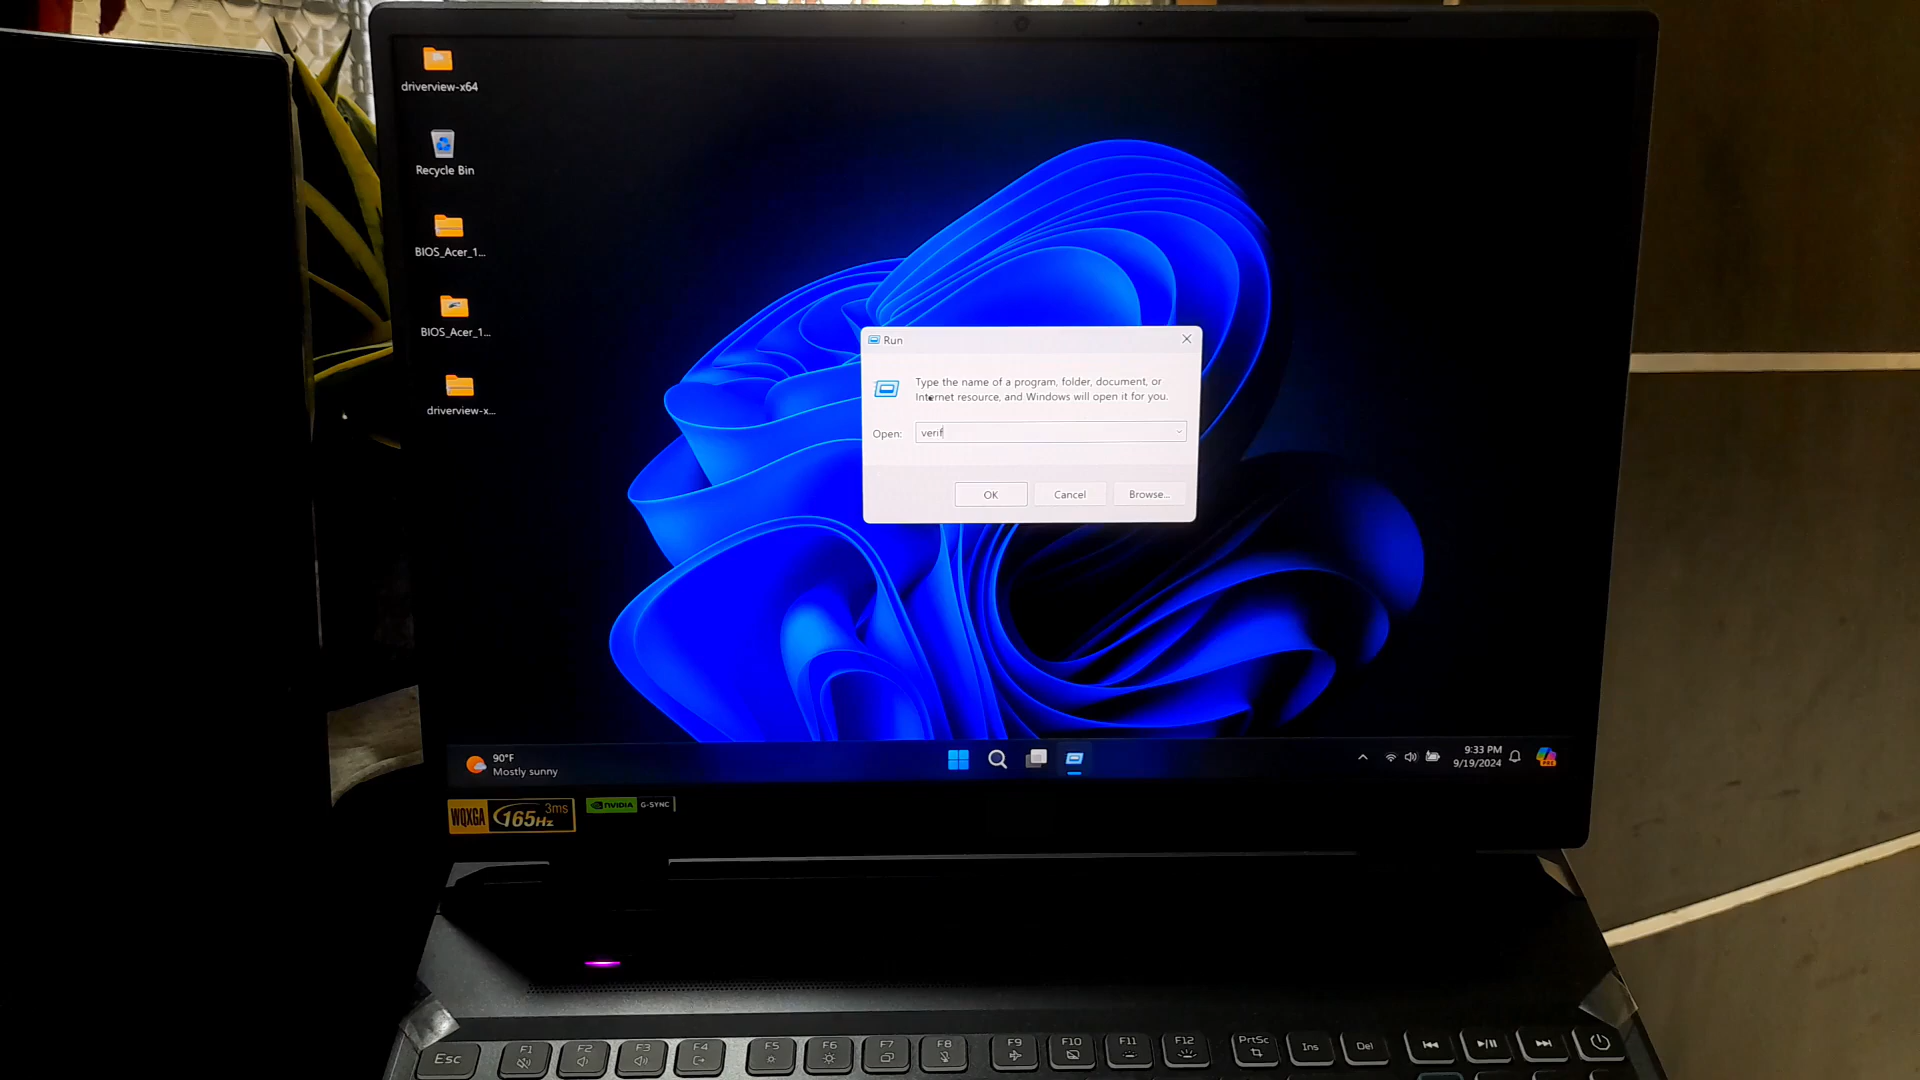 driverview-x64
Recycle Bin
BIOS_Acer_1...
BIOS_Acer_1...
driverview-x...
Run
Type the name of a program, folder, document, or
Internet resource, and Windows will open it for you.
Open:
verif
OK
Cancel
Browse...
90°F
Mostly sunny
9:33 PM
9/19/2024
PRE
WQXGA
165Hz
3ms
NVIDIA
G-SYNC
Esc
F1
F2
F3
F4
F5
F6
F7
F8
F9
F10
F11
F12
PrtSc
Ins
Del